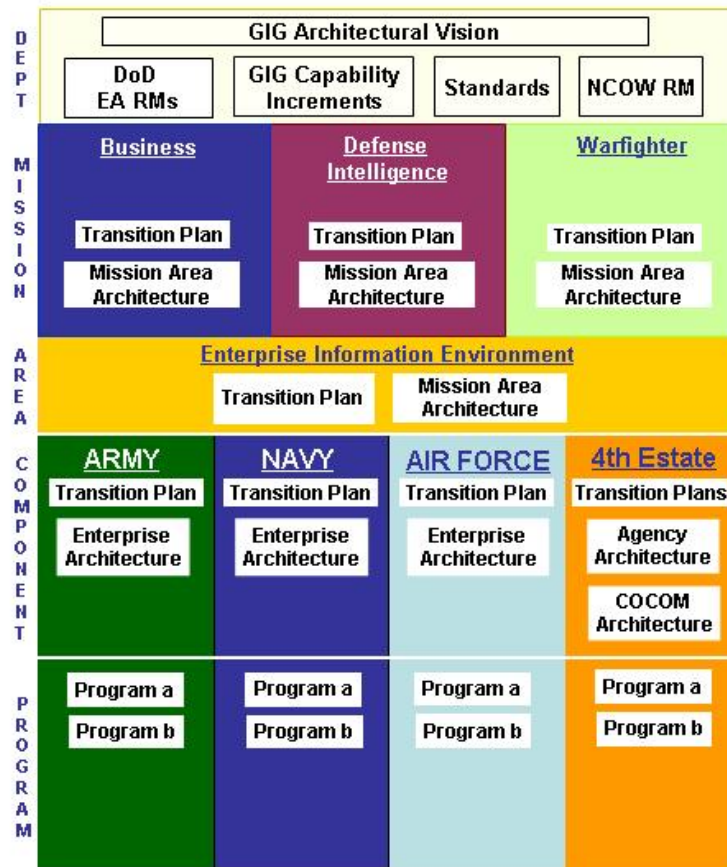 DEPT
GIG Architectural Vision
DoD
EA RMs
GIG Capability
Increments
Standards
NCOW RM
MISSION
Business
Transition Plan
Mission Area
Architecture
Defense
Intelligence
Transition Plan
Mission Area
Architecture
Warfighter
Transition Plan
Mission Area
Architecture
AREA
Enterprise Information Environment
Transition Plan
Mission Area
Architecture
COMPONENT
ARMY
Transition Plan
Enterprise
Architecture
NAVY
Transition Plan
Enterprise
Architecture
AIR FORCE
Transition Plan
Enterprise
Architecture
4th Estate
Transition Plans
Agency
Architecture
COCOM
Architecture
PROGRAM
Program a
Program b
Program a
Program b
Program a
Program b
Program a
Program b